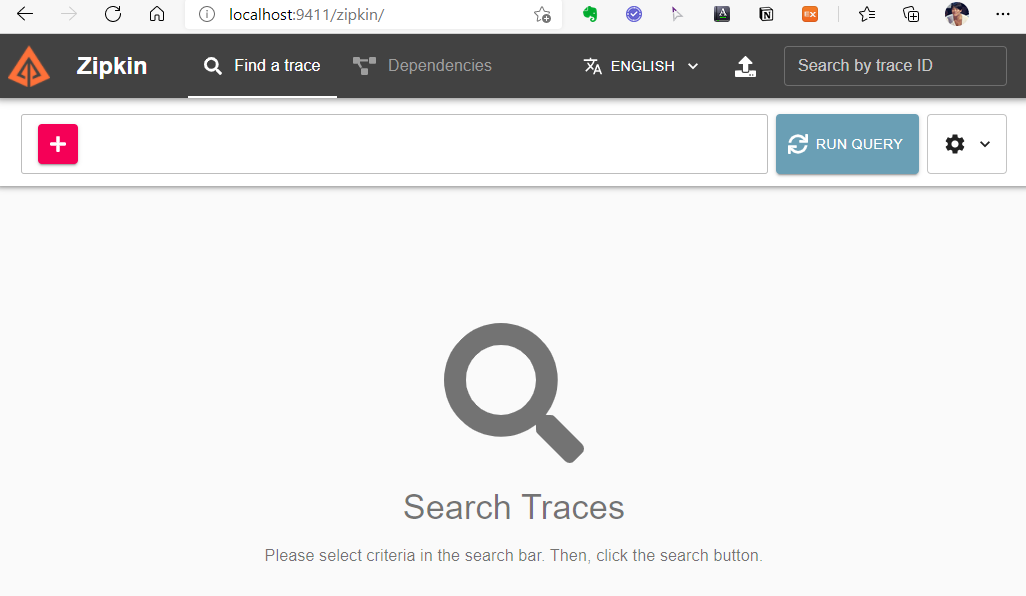 localhost:9411/zipkin/
A
N
EX
Zipkin
Find a trace
Dependencies
ENGLISH
Search by trace ID
RUN QUERY
Search Traces
Please select criteria in the search bar. Then, click the search button.